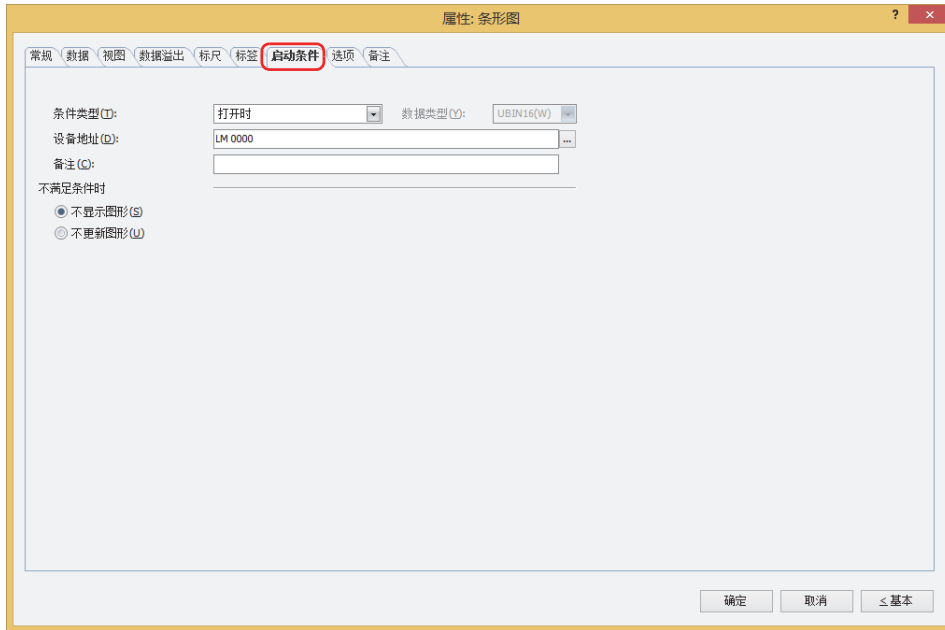 属性: 条形图 ? ×
常规 数据 视图 数据溢出 标尺 标签 启动条件 选项 备注
条件类型(T): 打开时 数据类型(Y): UBIN16(W)
设备地址(D): LM 0000 ...
备注(C):
不满足条件时
不显示图形(S)
不更新图形(U)
确定 取消 ≤基本